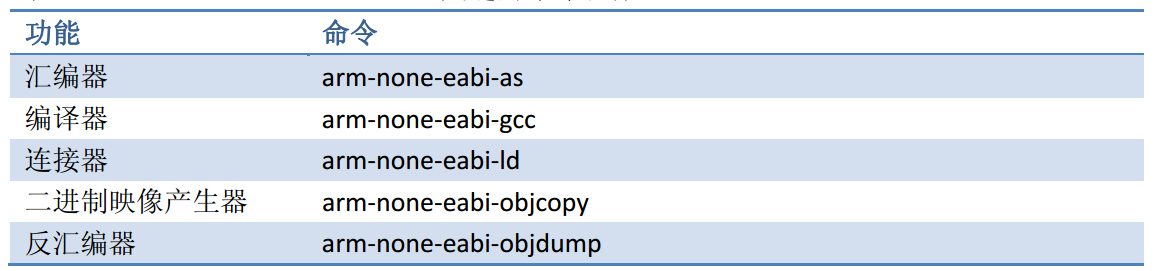 功能 命令
汇编器 arm-none-eabi-as
编译器 arm-none-eabi-gcc
连接器 arm-none-eabi-ld
二进制映像产生器 arm-none-eabi-objcopy
反汇编器 arm-none-eabi-objdump